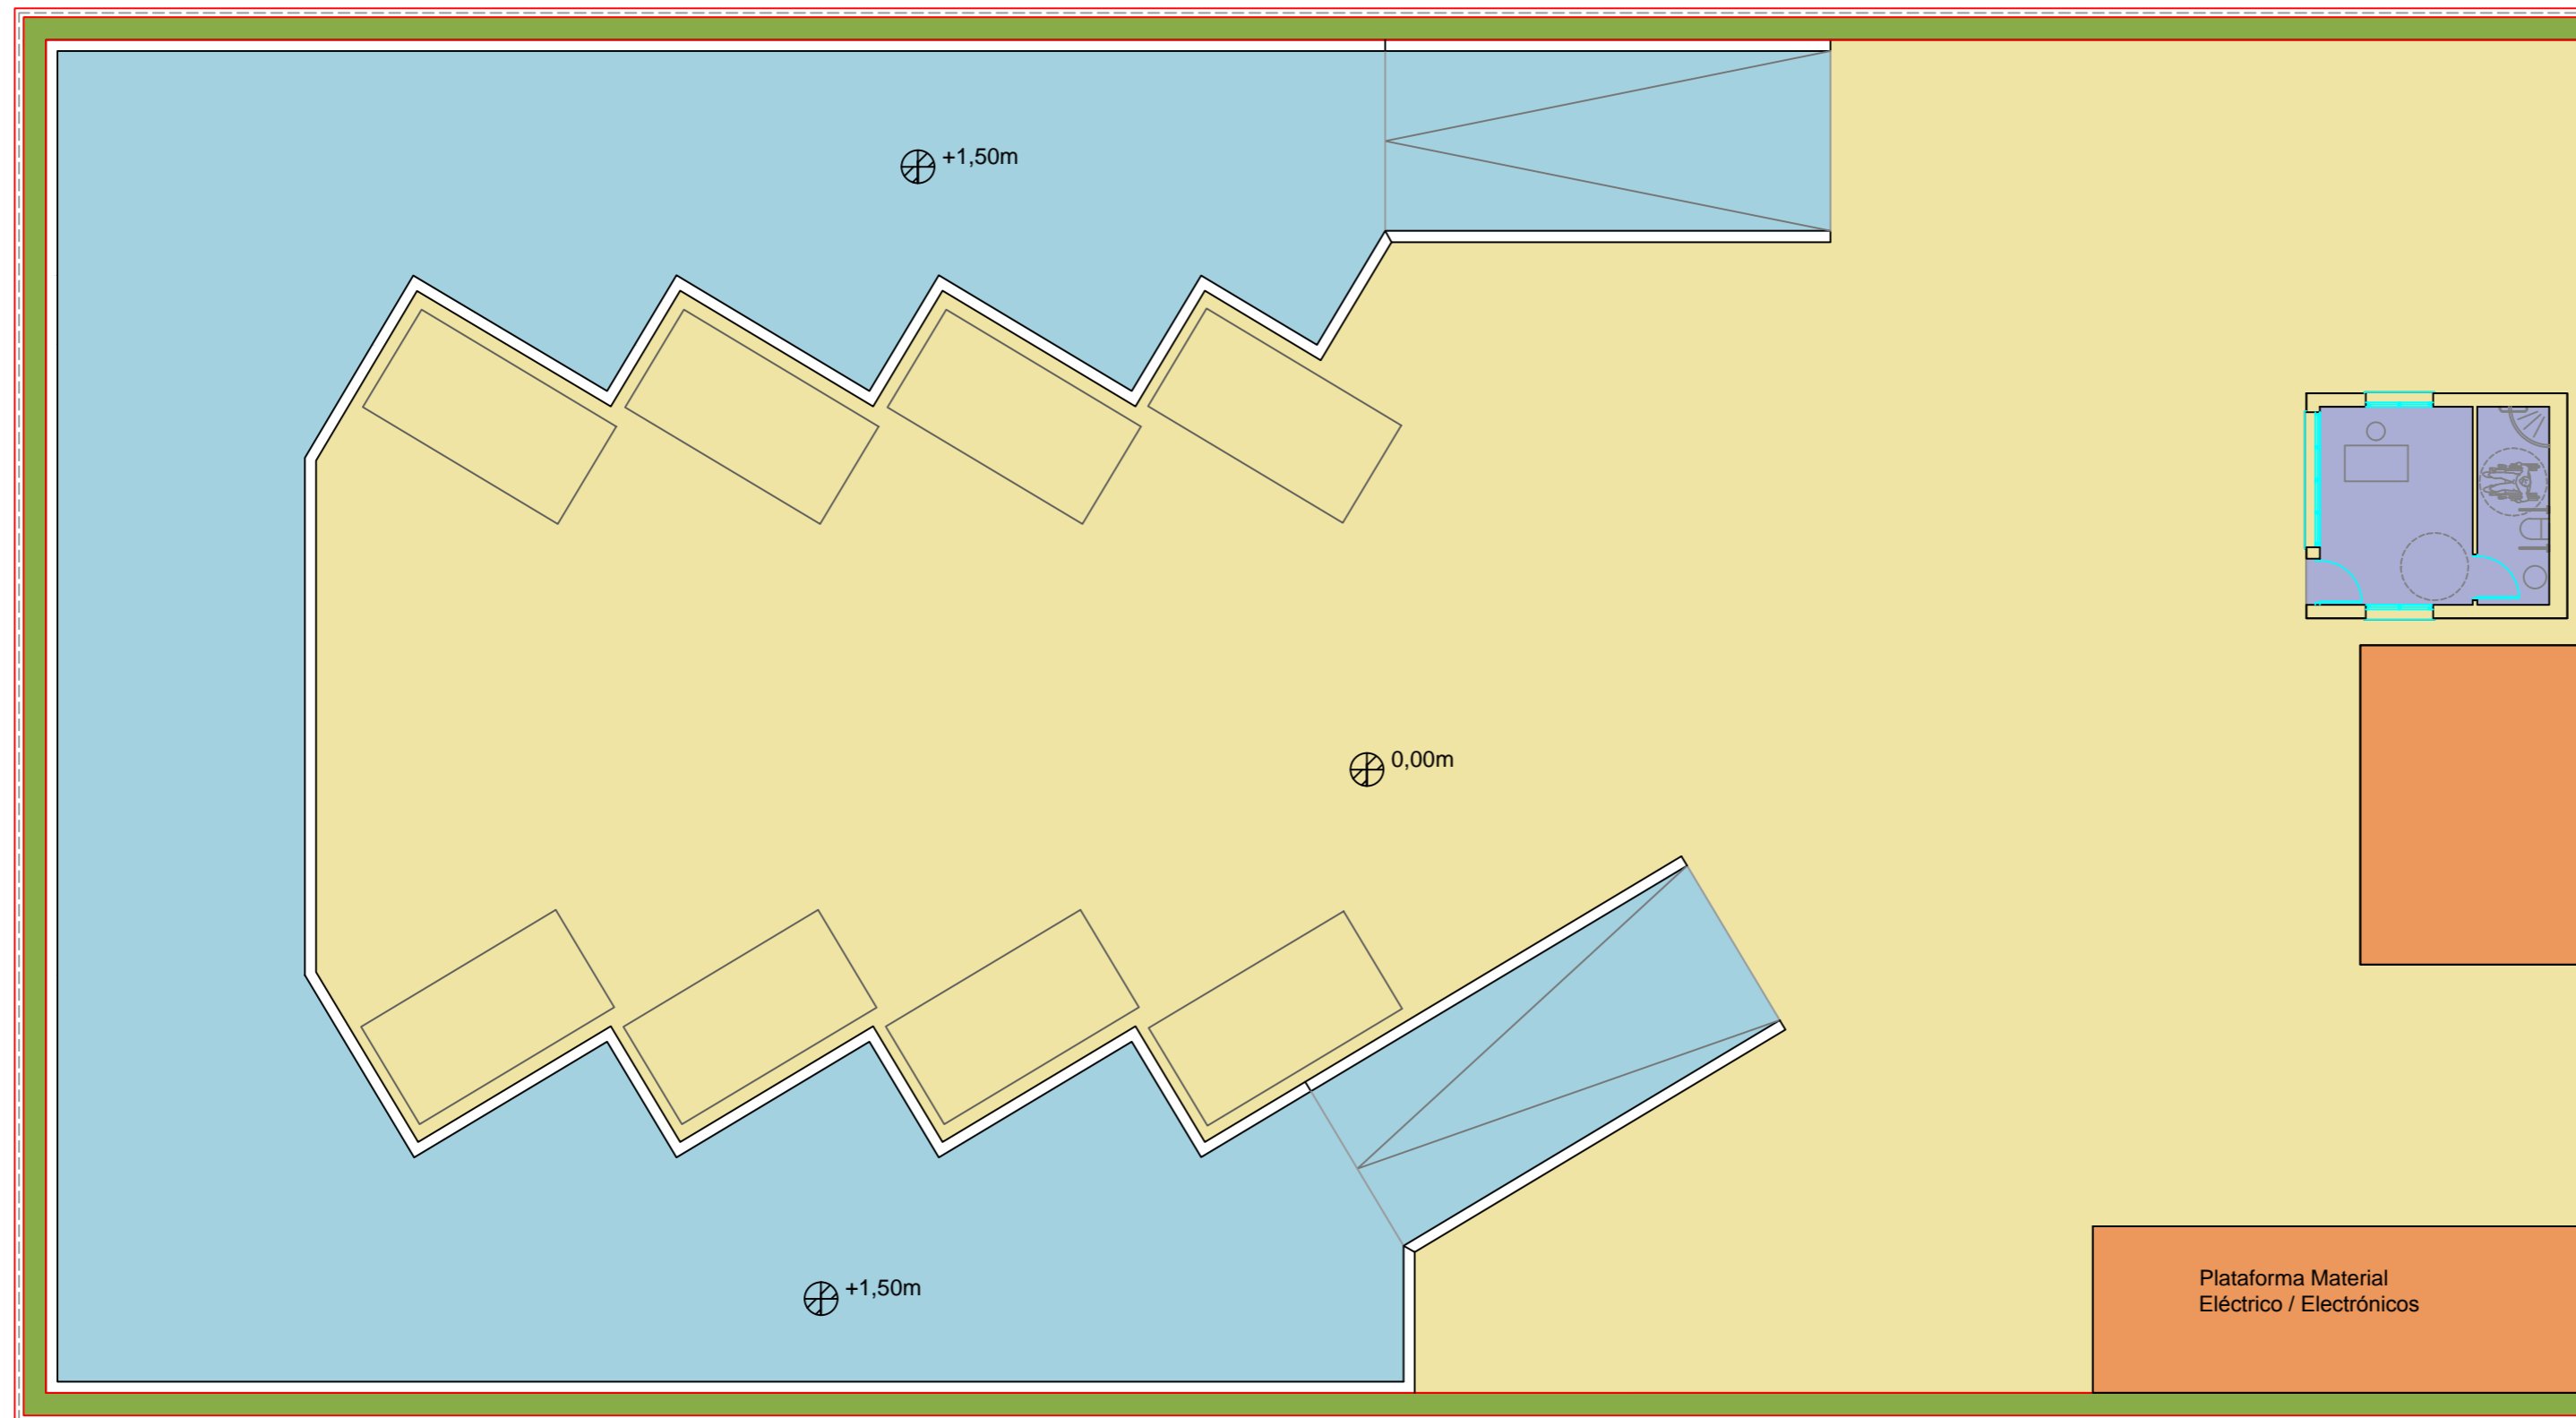 +1,50m
0,00m
Plataforma Material
Eléctrico / Electrónicos
+1,50m